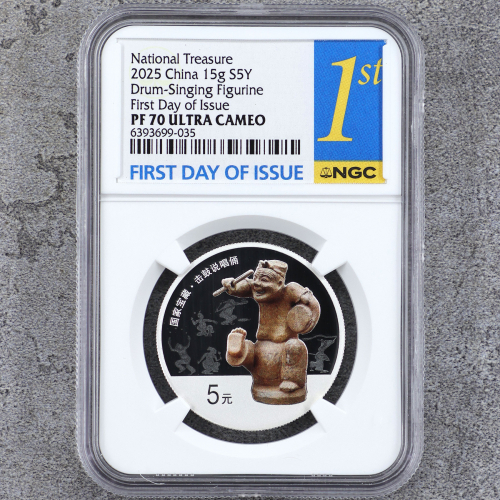 National Treasure
2025 China 15g S5Y
Drum-Singing Figurine
First Day of Issue
PF 70 ULTRA CAMEO
6393699-035
FIRST DAY OF ISSUE
1st
NGC
国家宝藏·击鼓说唱俑
5元